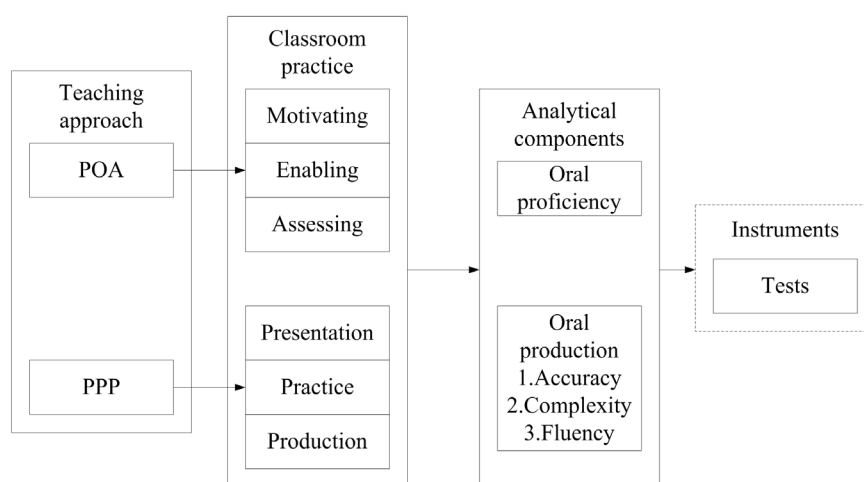 Teaching
approach
POA
PPP
Classroom
practice
Motivating
Enabling
Assessing
Presentation
Practice
Production
Analytical
components
Oral
proficiency
Oral
production
1.Accuracy
2.Complexity
3.Fluency
Instruments
Tests